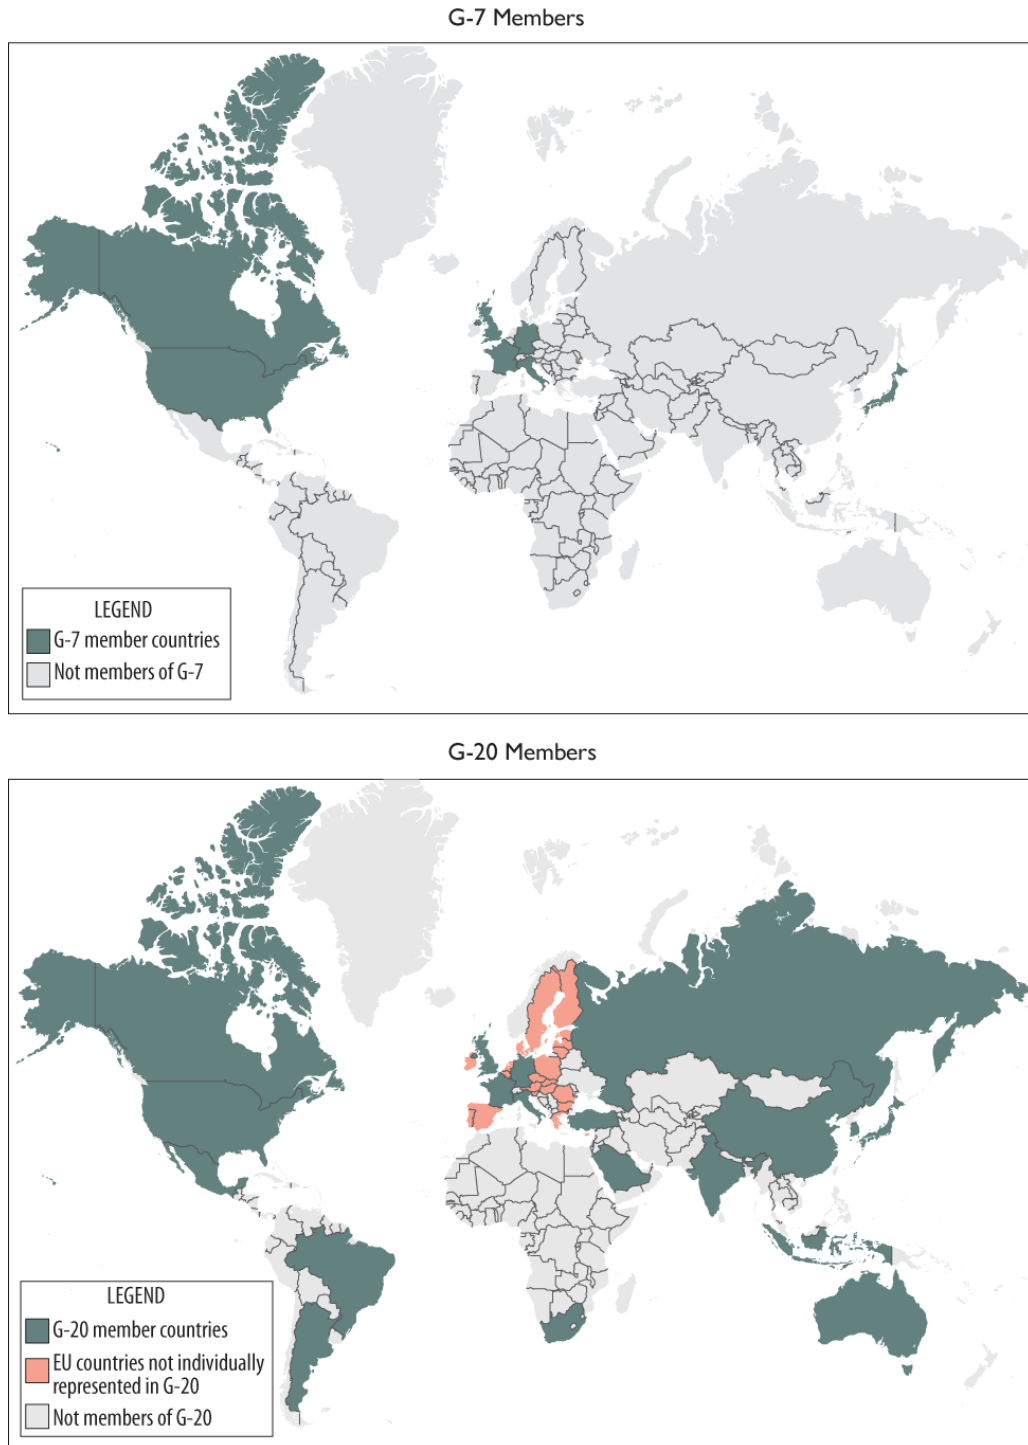 G-7 Members
LEGEND
G-7 member countries
Not members of G-7
G-20 Members
LEGEND
G-20 member countries
EU countries not individually
represented in G-20
Not members of G-20